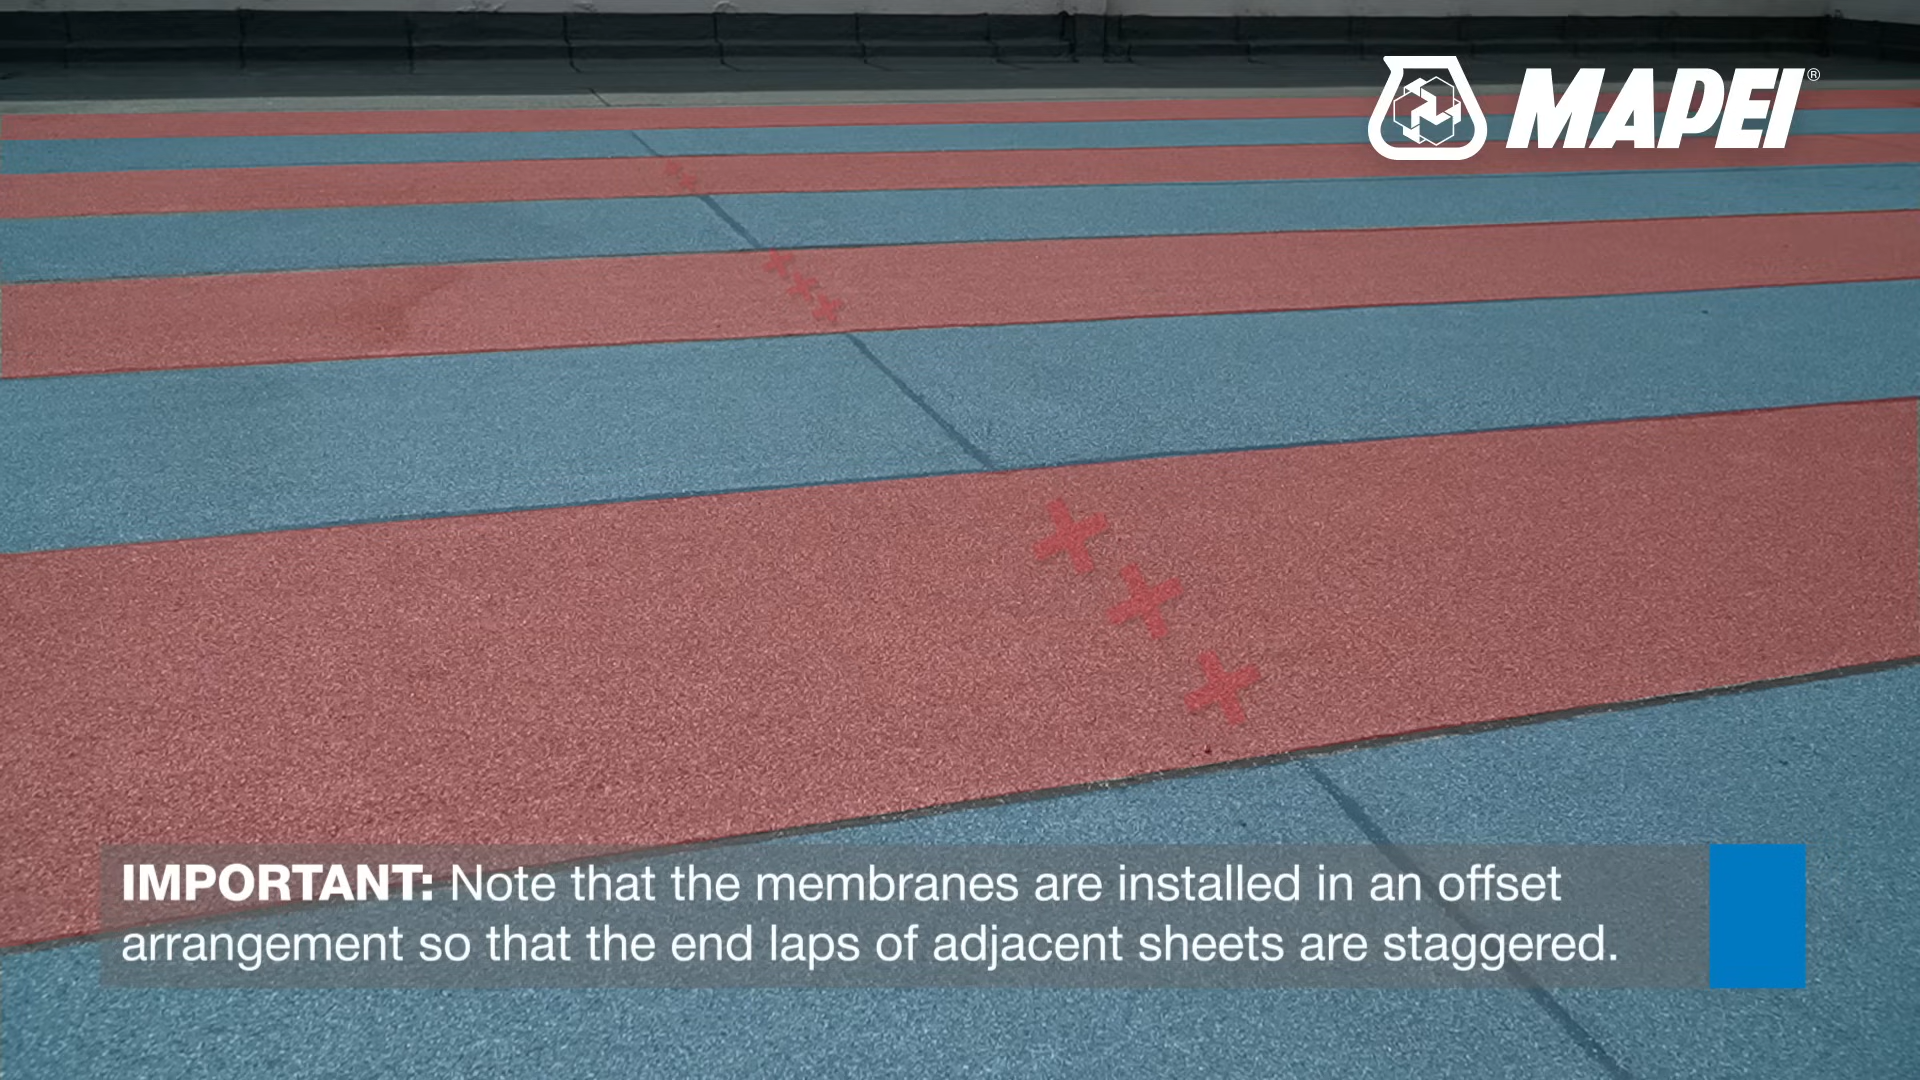 MAPEI®
IMPORTANT: Note that the membranes are installed in an offset
arrangement so that the end laps of adjacent sheets are staggered.